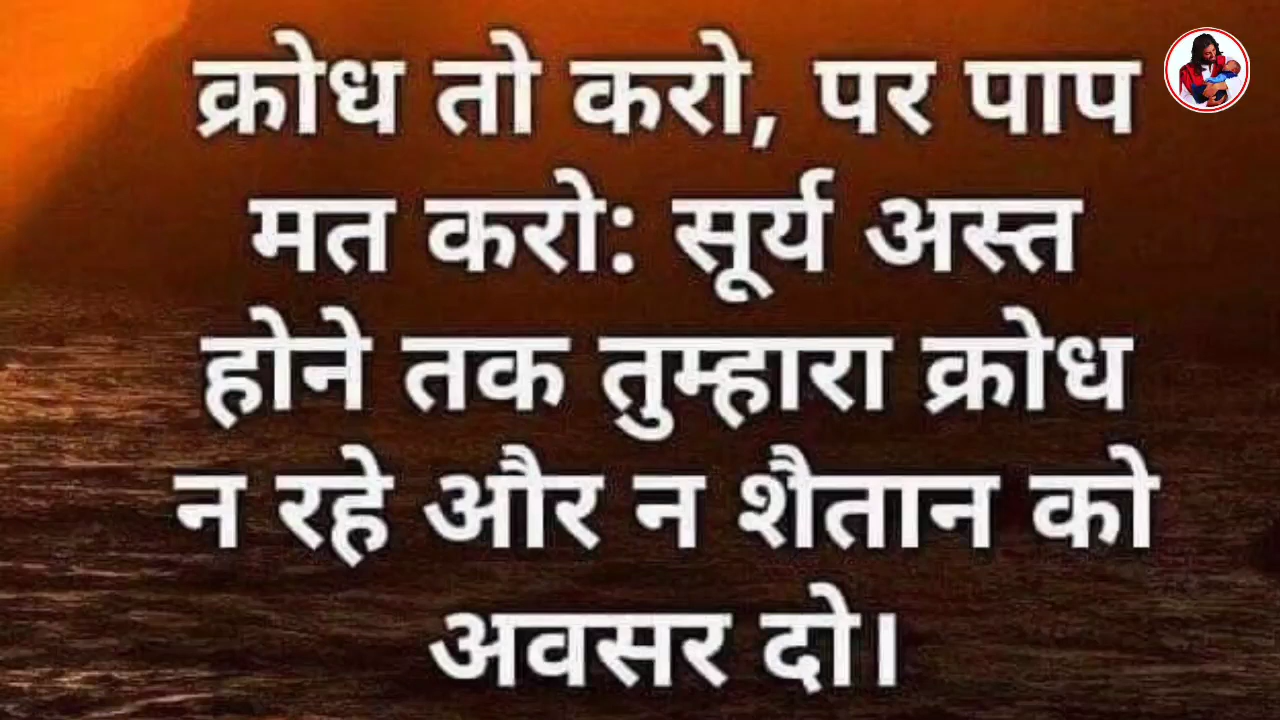 क्रोध तो करो, पर पाप
मत करो: सूर्य अस्त
होने तक तुम्हारा क्रोध
न रहे और न शैतान को
अवसर दो।